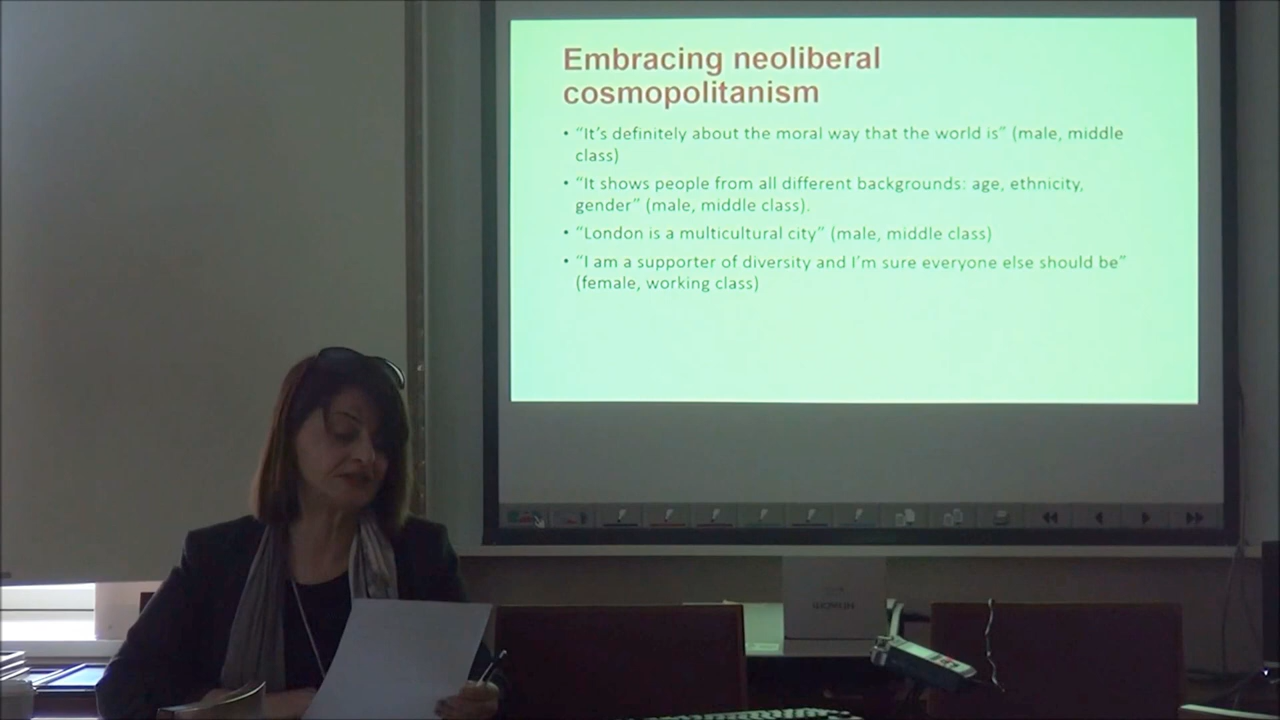 Embracing neoliberal
cosmopolitanism
• “It’s definitely about the moral way that the world is” (male, middle
class)
• “It shows people from all different backgrounds: age, ethnicity,
gender” (male, middle class).
• “London is a multicultural city” (male, middle class)
• “I am a supporter of diversity and I’m sure everyone else should be”
(female, working class)